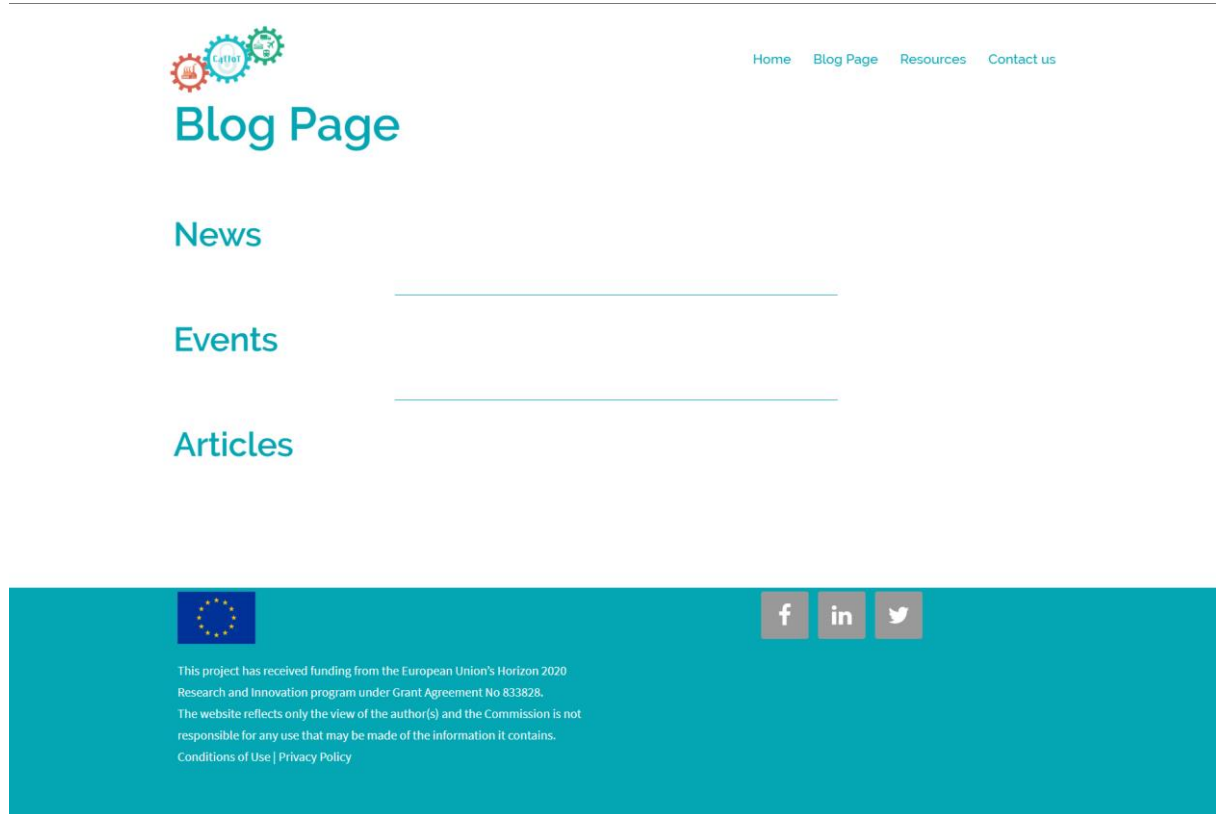 CallIoT
Home Blog Page Resources Contact us
Blog Page
News
Events
Articles
f in
This project has received funding from the European Union's Horizon 2020
Research and Innovation program under Grant Agreement No 833828.
The website reflects only the view of the author(s) and the Commission is not
responsible for any use that may be made of the information it contains.
Conditions of Use | Privacy Policy